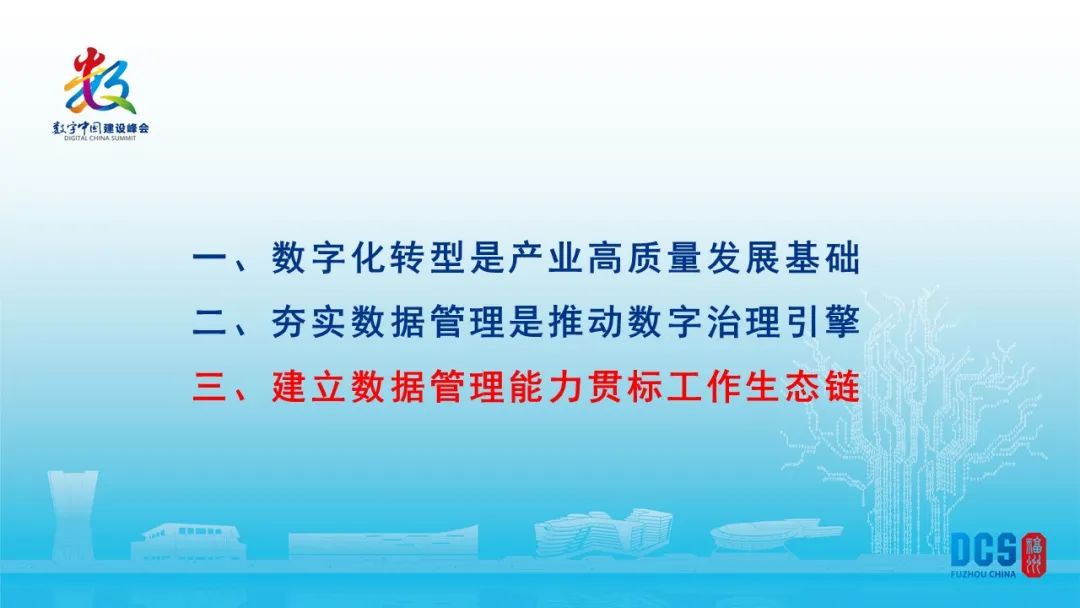 数
数字中国建设峰会
DIGITAL CHINA SUMMIT
一、数字化转型是产业高质量发展基础
二、夯实数据管理是推动数字治理引擎
三、建立数据管理能力贯标工作生态链
DCS 福州
FUZHOU CHINA